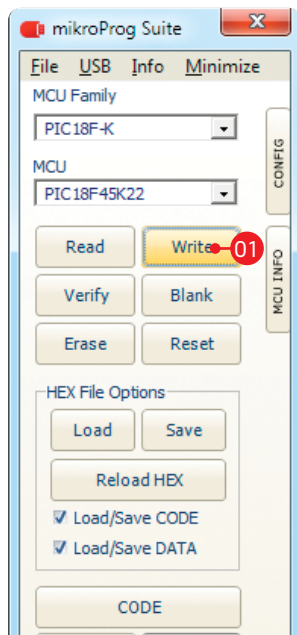 mikroProg Suite
File USB Info Minimize
MCU Family
PIC18F-K
MCU
PIC18F45K22
Read Write 01
Verify Blank
Erase Reset
HEX File Options
Load Save
Reload HEX
Load/Save CODE
Load/Save DATA
CODE
CONFIG
MCU INFO